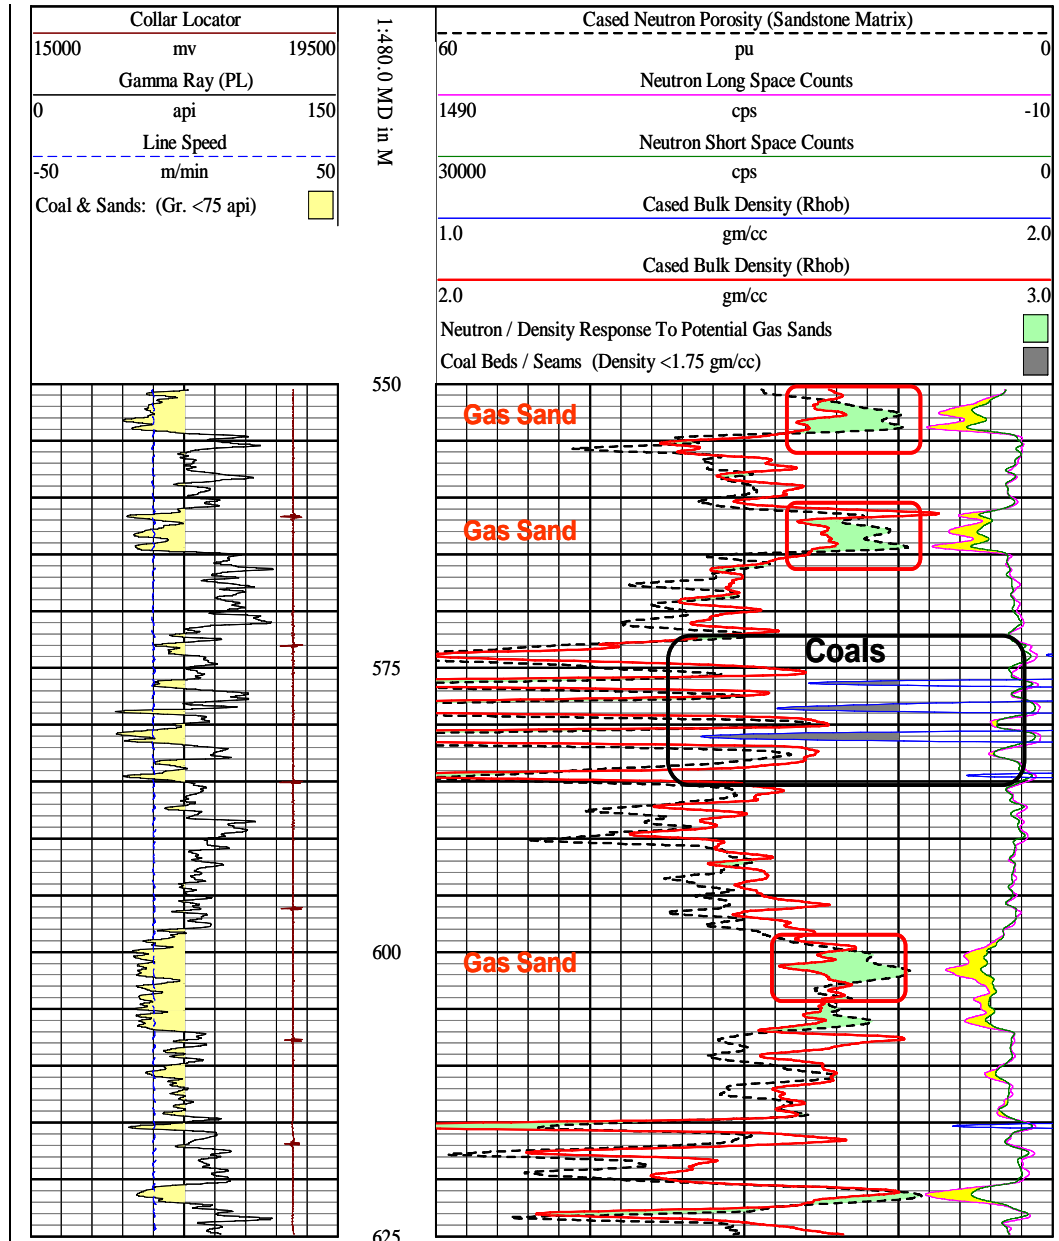 Collar Locator
15000 mv 19500
Gamma Ray (PL)
0 api 150
Line Speed
-50 m/min 50
Coal & Sands: (Gr. <75 api)
1:480.0 MD in M
Cased Neutron Porosity (Sandstone Matrix)
60 pu 0
Neutron Long Space Counts
1490 cps -10
Neutron Short Space Counts
30000 cps 0
Cased Bulk Density (Rhob)
1.0 gm/cc 2.0
Cased Bulk Density (Rhob)
2.0 gm/cc 3.0
Neutron / Density Response To Potential Gas Sands
Coal Beds / Seams (Density <1.75 gm/cc)
550
Gas Sand
Gas Sand
Coals
575
600
Gas Sand
625